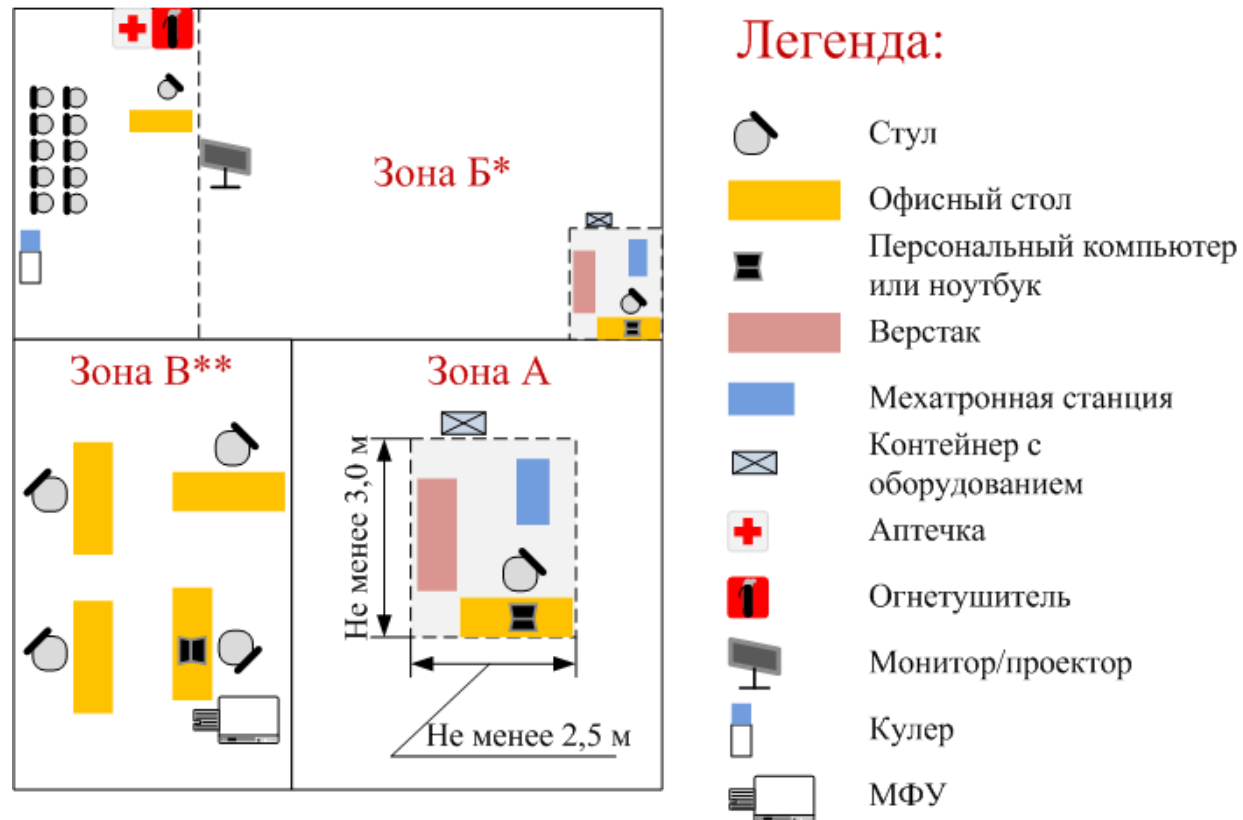 Легенда:
Зона Б*
Зона В**
Зона А
Не менее 3,0 м
Не менее 2,5 м
Стул
Офисный стол
Персональный компьютер
или ноутбук
Верстак
Мехатронная станция
Контейнер с
оборудованием
Аптечка
Огнетушитель
Монитор/проектор
Кулер
МФУ